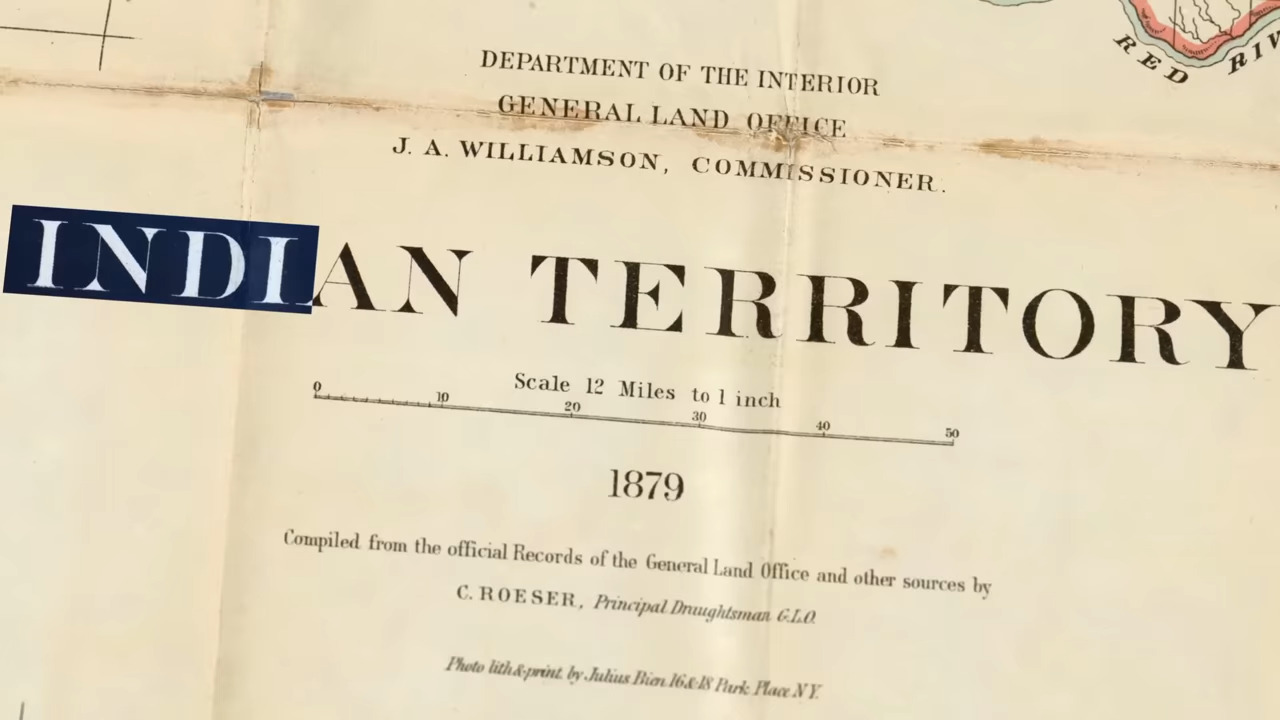 RED RIV
DEPARTMENT OF THE INTERIOR
GENERAL LAND OFFICE
J. A. WILLIAMSON, COMMISSIONER.
INDIAN TERRITORY
Scale 12 Miles to 1 inch
0 10 20 30 40 50
1879
Compiled from the official Records of the General Land Office and other sources by
C. ROESER, Principal Draughtsman G.L.O.
Photo lith & print. by Julius Bien 16 & 18 Park Place N.Y.